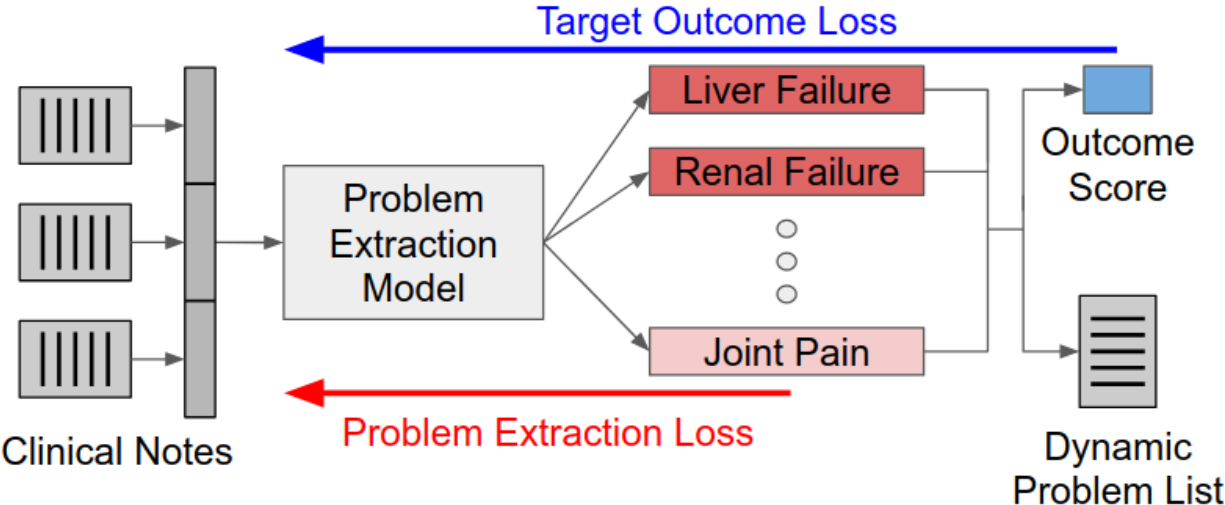 Target Outcome Loss
Liver Failure
Renal Failure
Joint Pain
Problem
Extraction
Model
Outcome
Score
Problem Extraction Loss
Clinical Notes
Dynamic
Problem List